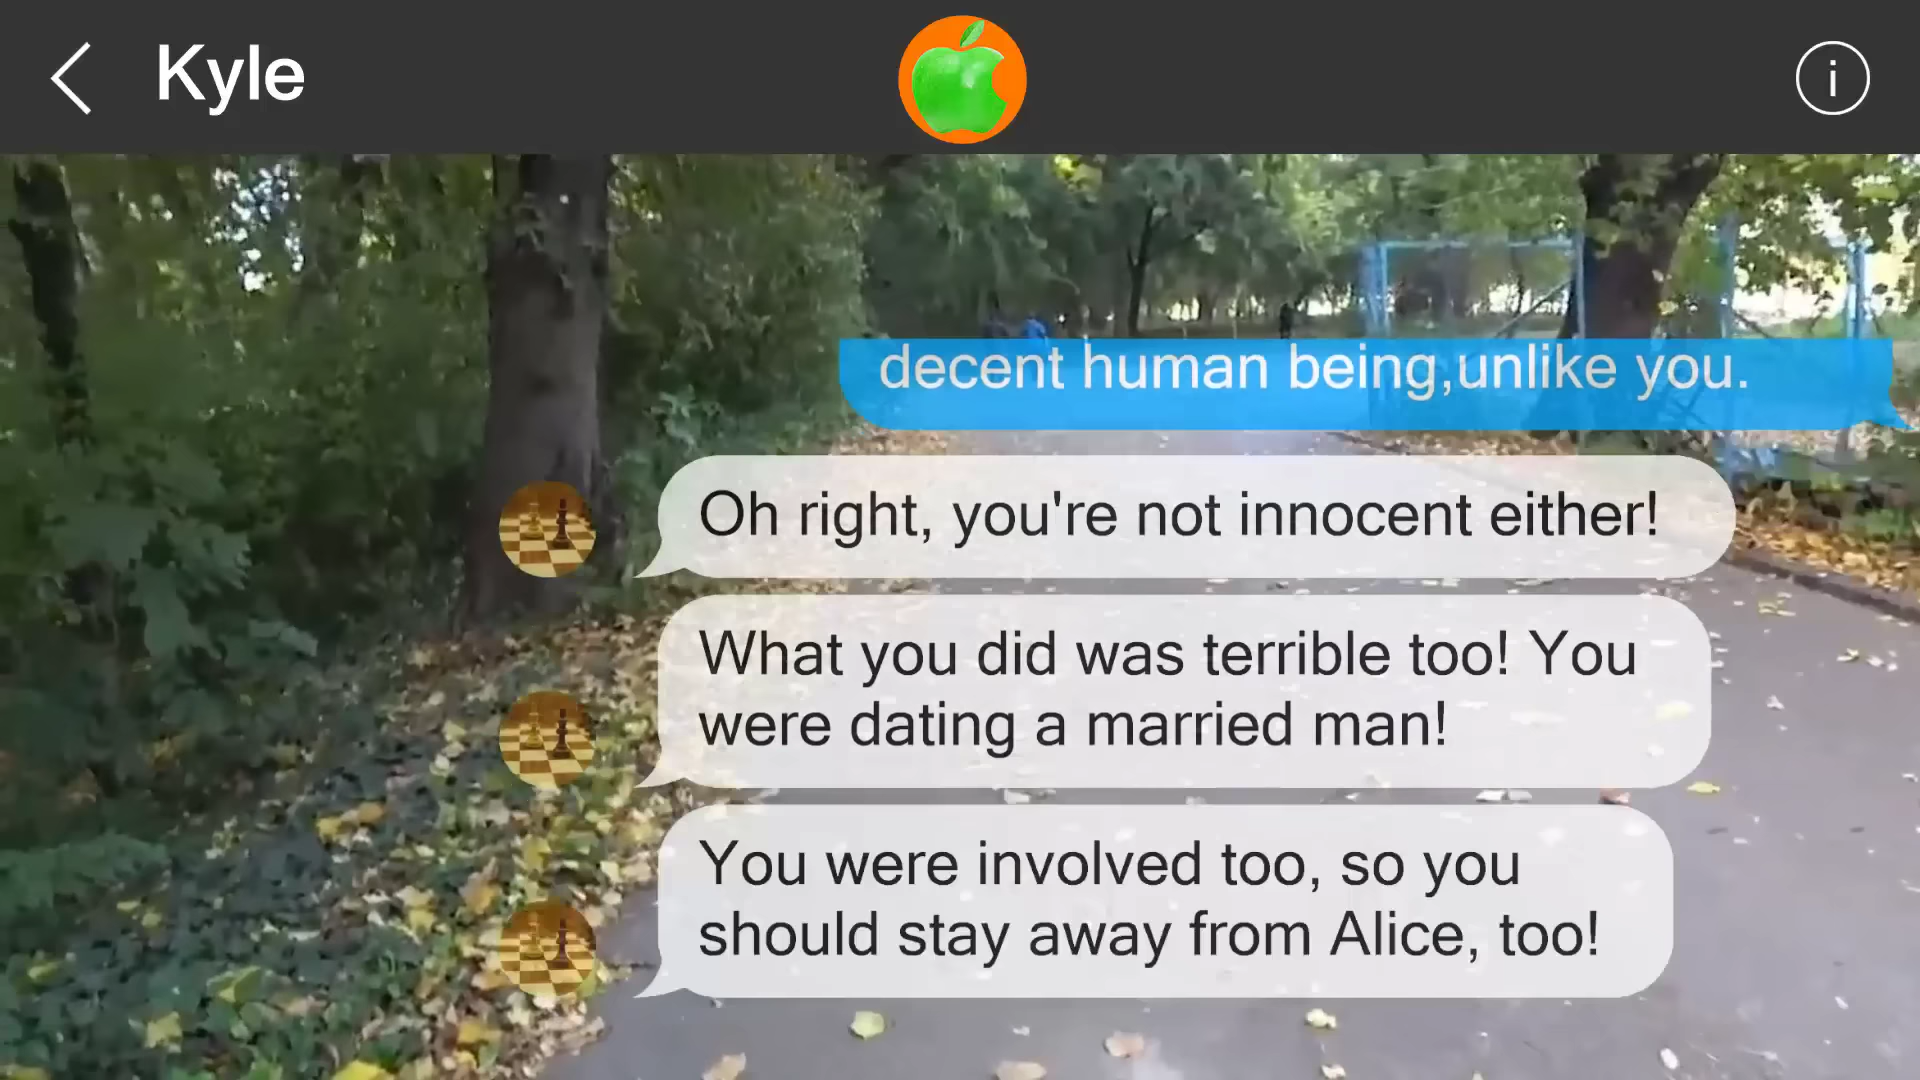 Kyle
i
decent human being,unlike you.
Oh right, you're not innocent either!
What you did was terrible too! You
were dating a married man!
You were involved too, so you
should stay away from Alice, too!